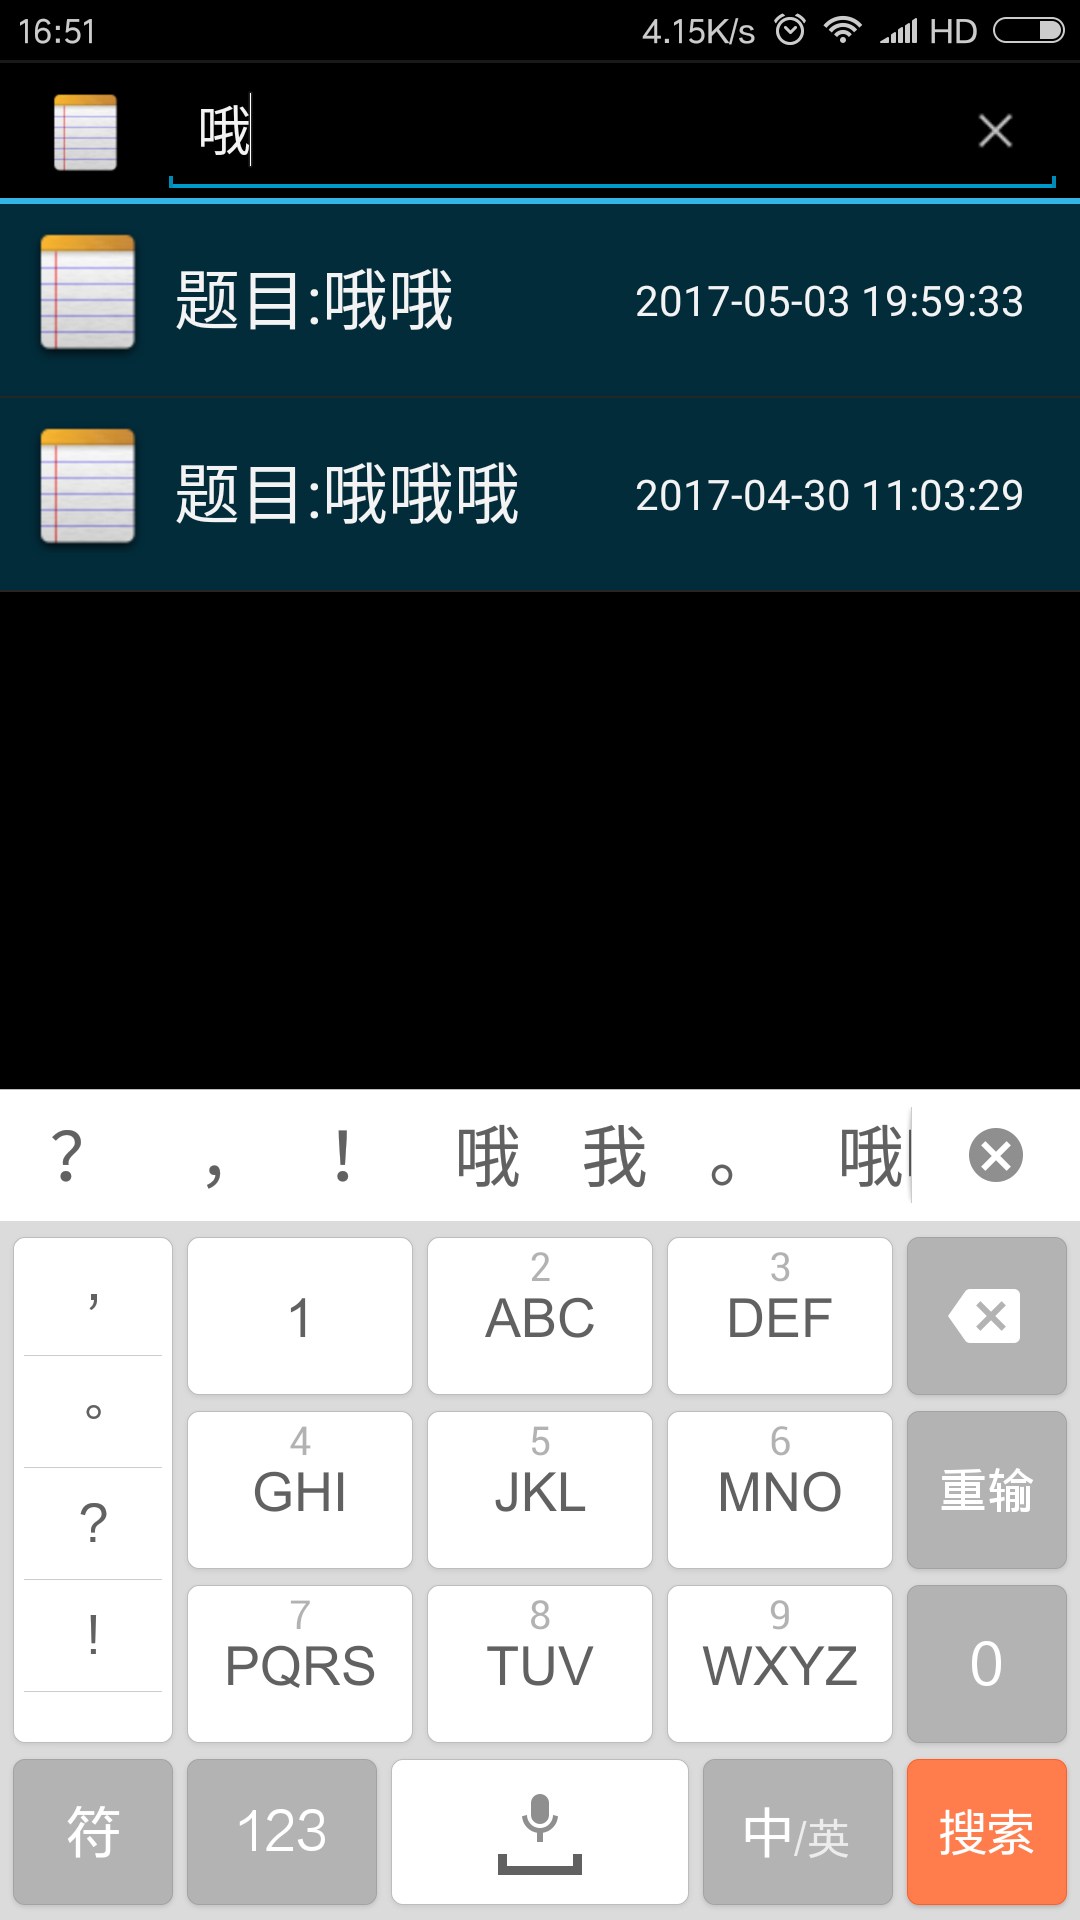 16:51 4.15K/s HD
哦
题目:哦哦 2017-05-03 19:59:33
题目:哦哦哦 2017-04-30 11:03:29
？ ， ！ 哦 我 。 哦
， 1 2 ABC 3 DEF
。 4 GHI 5 JKL 6 MNO 重输
？
！ 7 PQRS 8 TUV 9 WXYZ 0
符 123 中/英 搜索